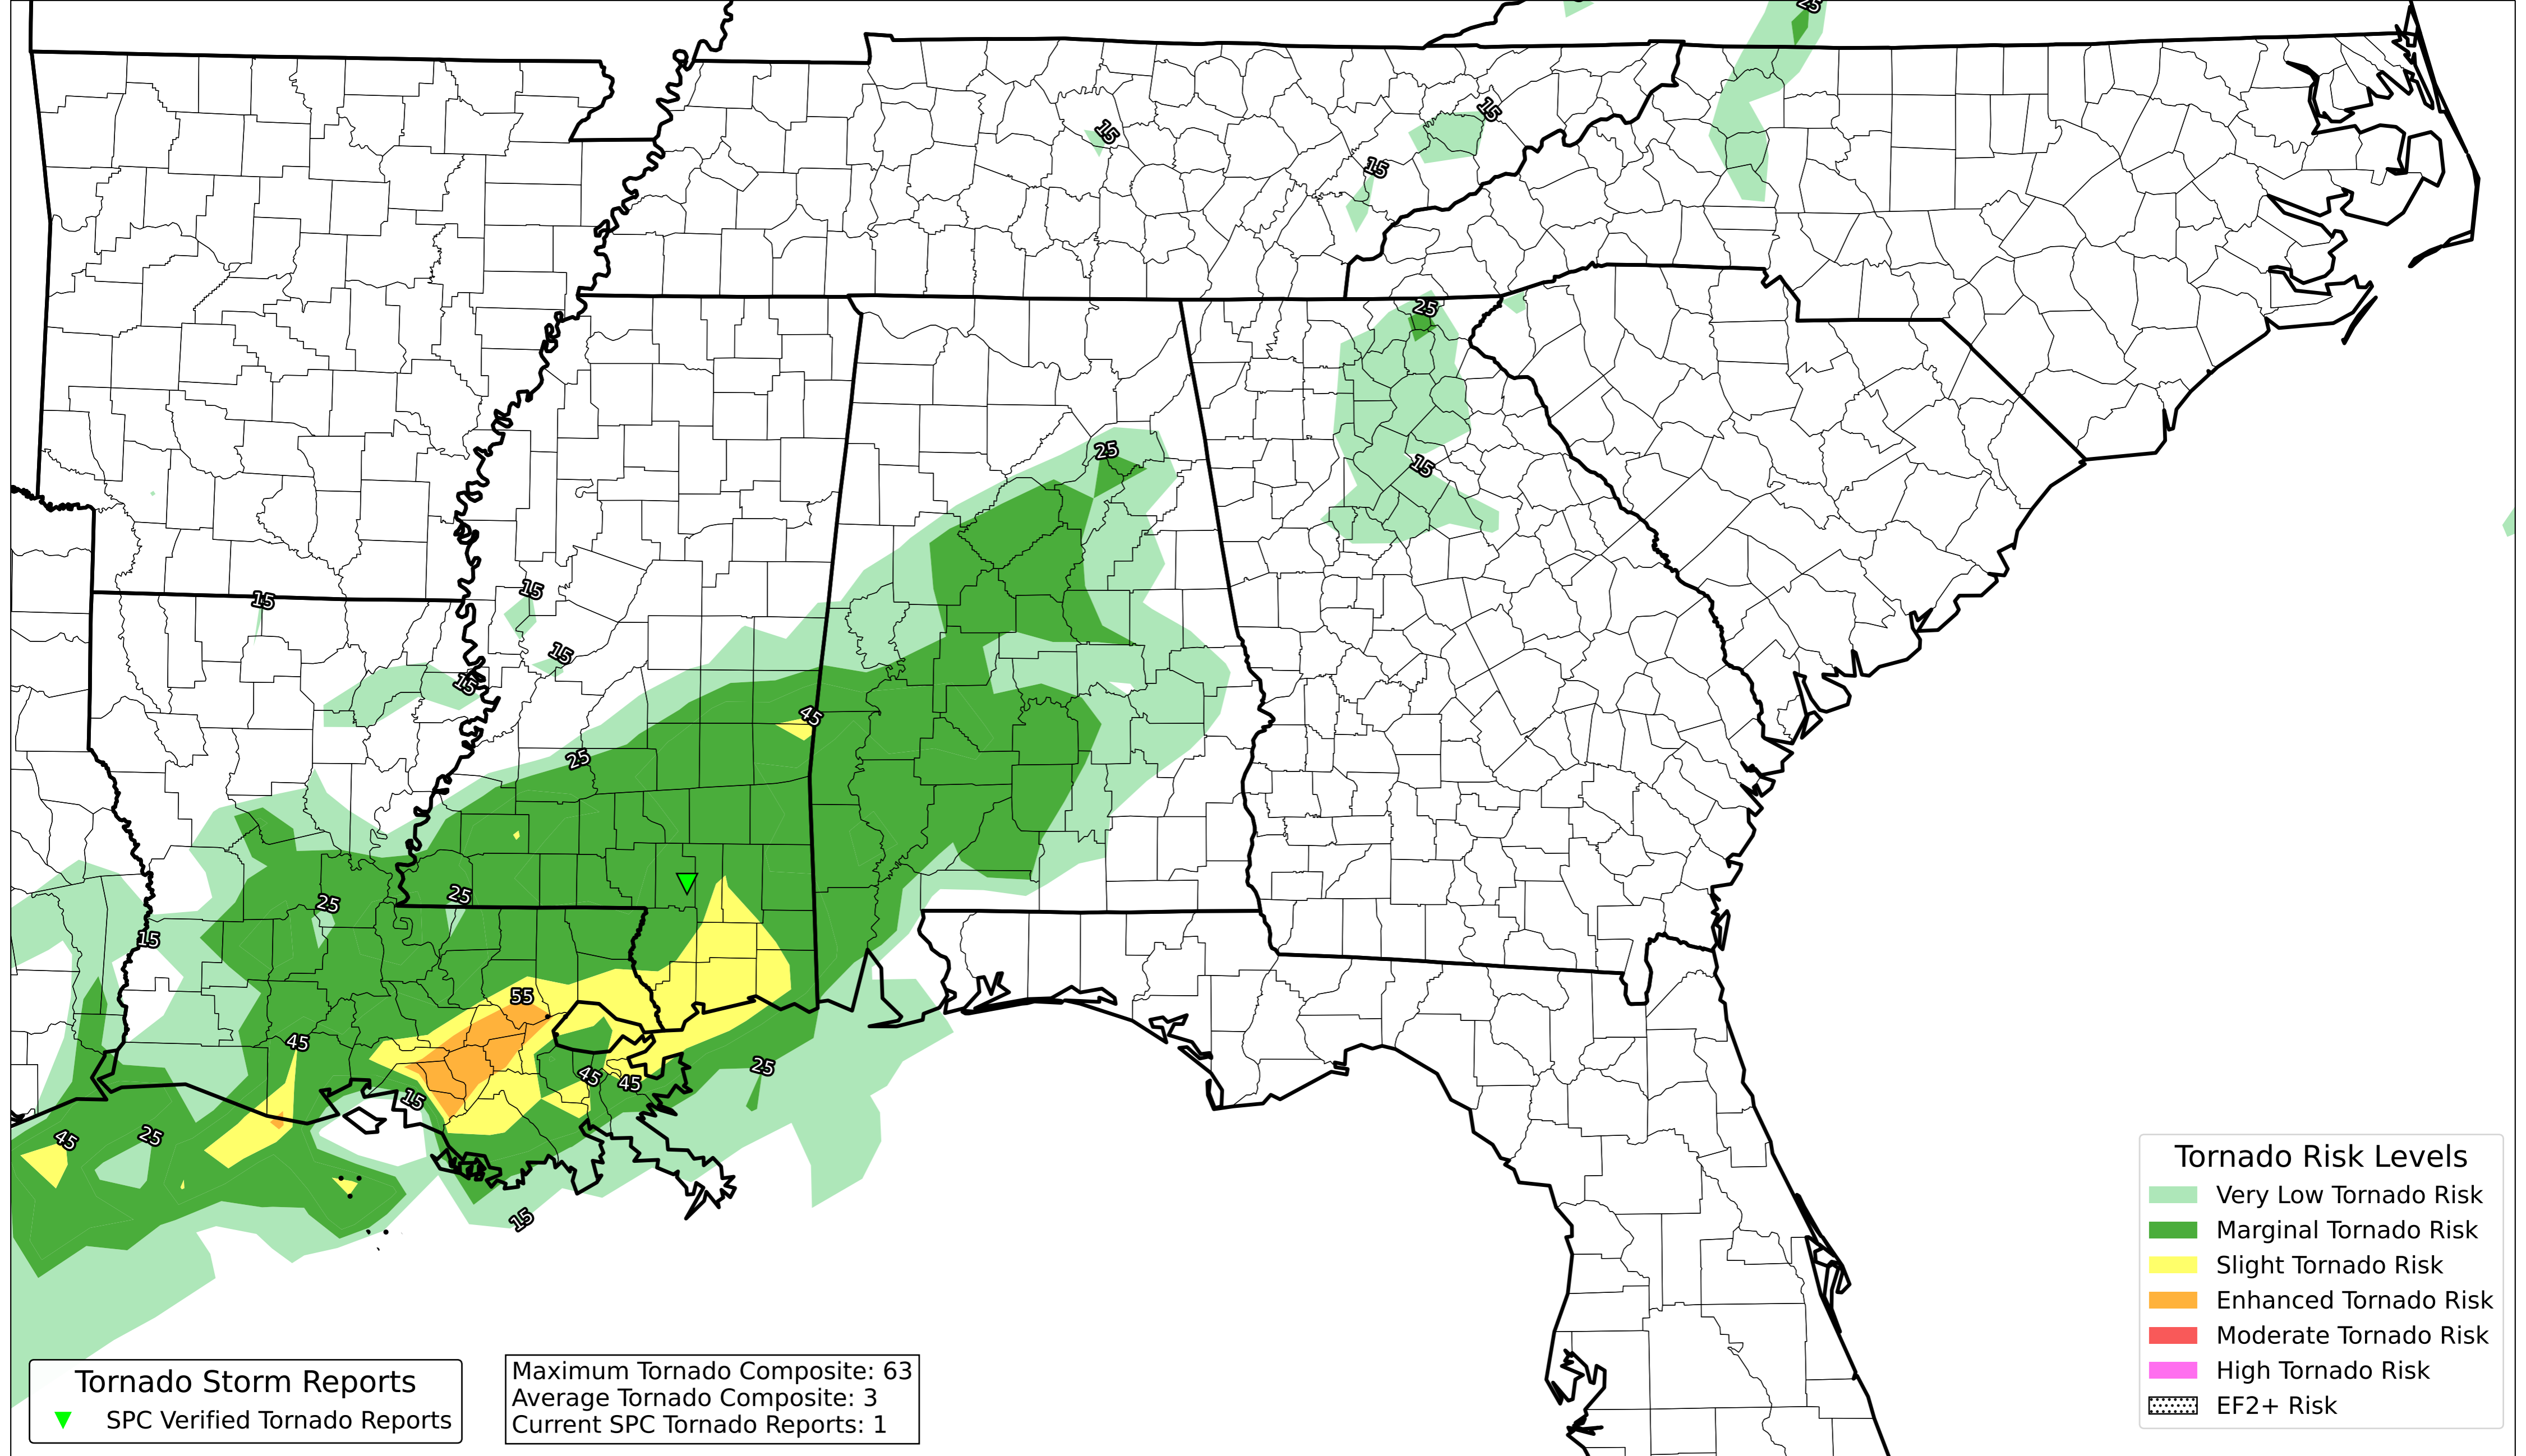 25
15
15
15
25
25
15
15
15
15
15
45
25
25
25
15
55
45
25
45
45
15
45
25
15
Tornado Risk Levels
Very Low Tornado Risk
Marginal Tornado Risk
Slight Tornado Risk
Enhanced Tornado Risk
Moderate Tornado Risk
High Tornado Risk
EF2+ Risk
Tornado Storm Reports
SPC Verified Tornado Reports
Maximum Tornado Composite: 63
Average Tornado Composite: 3
Current SPC Tornado Reports: 1